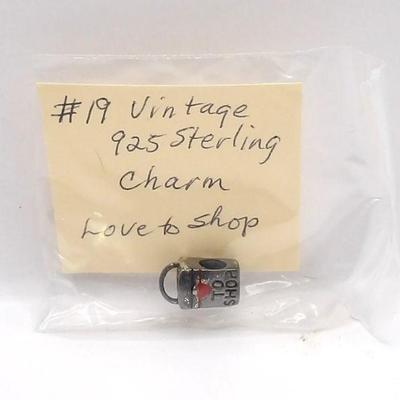 #19 Vintage
925 Sterling
Charm
Love to Shop
TO
SHOP